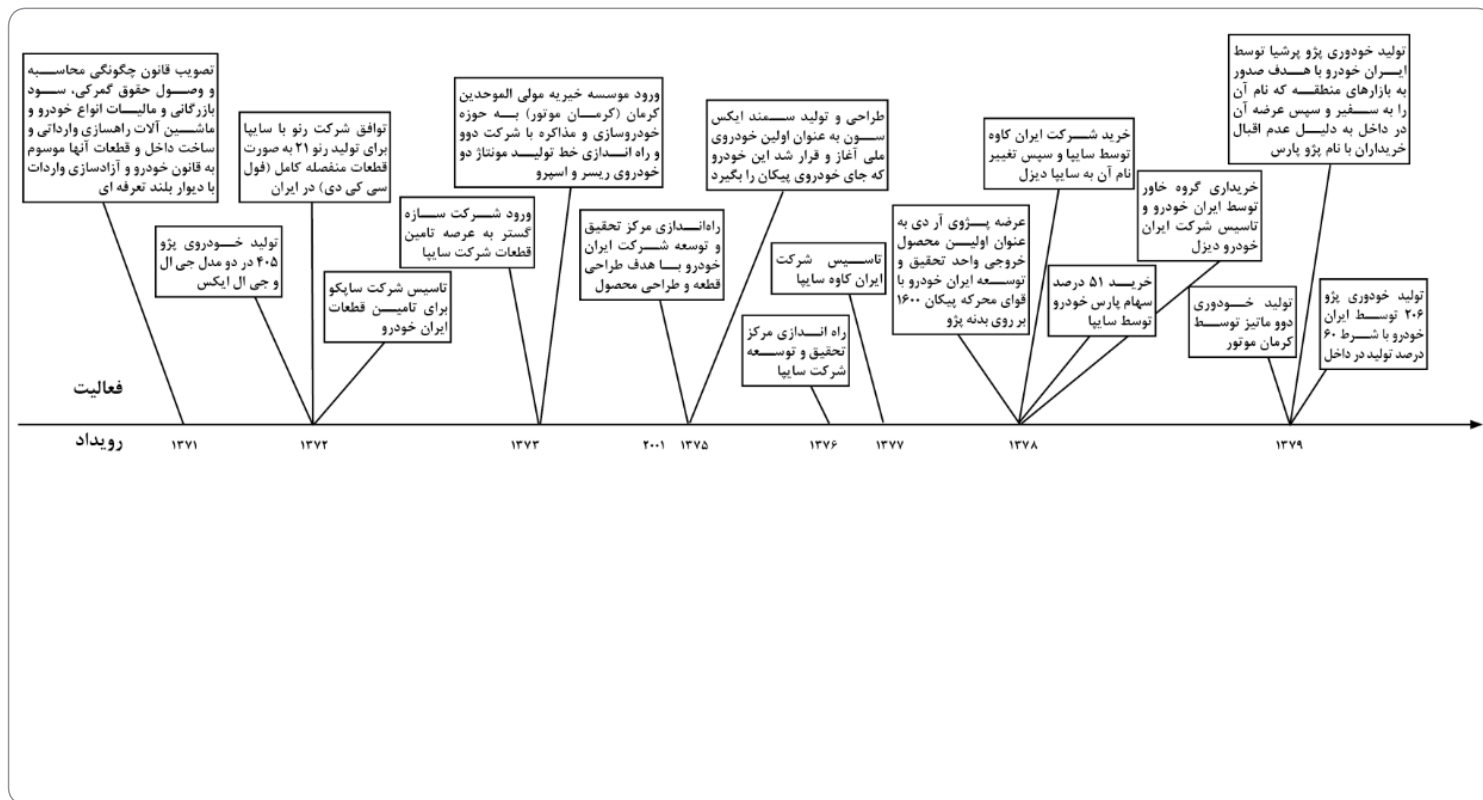 تصویب قانون چگونگی محاسبه
و وصول حقوق گمرکی، سود
بازرگانی و مالیات انواع خودرو و
ماشین آلات راهسازی وارداتی و
ساخت داخل و قطعات آنها موسوم
به قانون خودرو و آزادسازی واردات
با دیوار بلند تعرفه ای
تولید خودروی پژو
۴۰۵ در دو مدل جی ال
و جی ال ایکس
توافق شرکت رنو با سایپا
برای تولید رنو ۲۱ به صورت
قطعات منفصله کامل (فول
سی کی دی) در ایران
تاسیس شرکت ساپکو
برای تامین قطعات
ایران خودرو
ورود شرکت سازه
گستر به عرصه تامین
قطعات شرکت سایپا
ورود موسسه خیریه مولی الموحدین
کرمان (کرمان موتور) به حوزه
خودروسازی و مذاکره با شرکت دوو
و راه اندازی خط تولید مونتاژ دو
خودروی ریسر و اسپرو
راه‌اندازی مرکز تحقیق
و توسعه شرکت ایران
خودرو با هدف طراحی
قطعه و طراحی محصول
طراحی و تولید سمند ایکس
سون به عنوان اولین خودروی
ملی آغاز و قرار شد این خودرو
که جای خودروی پیکان را بگیرد
راه اندازی مرکز
تحقیق و توسعه
شرکت سایپا
تاسیس شرکت
ایران کاوه سایپا
عرضه پژوی آر دی به
عنوان اولین محصول
خروجی واحد تحقیق و
توسعه ایران خودرو با
قوای محرکه پیکان ۱۶۰۰
بر روی بدنه پژو
خرید شرکت ایران کاوه
توسط سایپا و سپس تغییر
نام آن به سایپا دیزل
خرید ۵۱ درصد
سهام پارس خودرو
توسط سایپا
خریداری گروه خاور
توسط ایران خودرو و
تاسیس شرکت ایران
خودرو دیزل
تولید خودوری
دوو ماتیز توسط
کرمان موتور
تولید خودوری پژو پرشیا توسط
ایران خودرو با هدف صدور
به بازارهای منطقه که نام آن
را به سفیر و سپس عرضه آن
در داخل به دلیل عدم اقبال
خریداران با نام پژو پارس
تولید خودوری پژو
۲۰۶ توسط ایران
خودرو با شرط ۶۰
درصد تولید در داخل
فعالیت
رویداد
۱۳۷۱
۱۳۷۲
۱۳۷۳
۲۰۰۱
۱۳۷۵
۱۳۷۶
۱۳۷۷
۱۳۷۸
۱۳۷۹